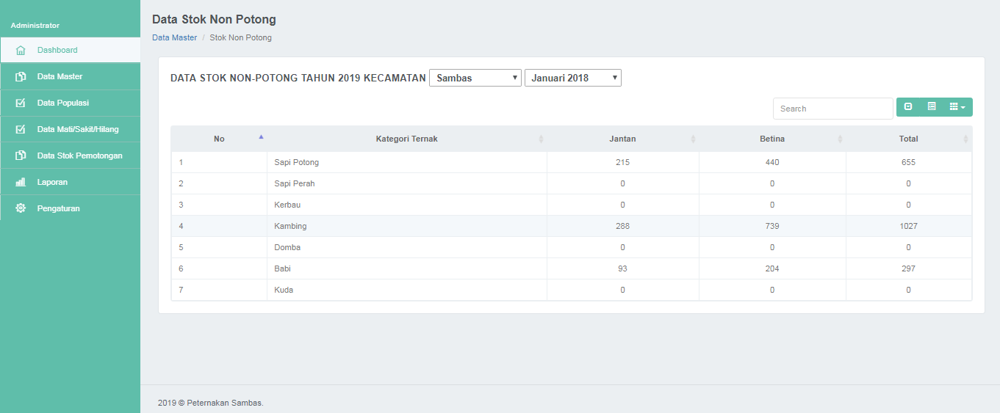 Administrator
Dashboard
Data Master
Data Populasi
Data Mati/Sakit/Hilang
Data Stok Pemotongan
Laporan
Pengaturan
Data Stok Non Potong
Data Master / Stok Non Potong
DATA STOK NON-POTONG TAHUN 2019 KECAMATAN Sambas Januari 2018
Search
No Kategori Ternak Jantan Betina Total
1 Sapi Potong 215 440 655
2 Sapi Perah 0 0 0
3 Kerbau 0 0 0
4 Kambing 288 739 1027
5 Domba 0 0 0
6 Babi 93 204 297
7 Kuda 0 0 0
2019 © Peternakan Sambas.